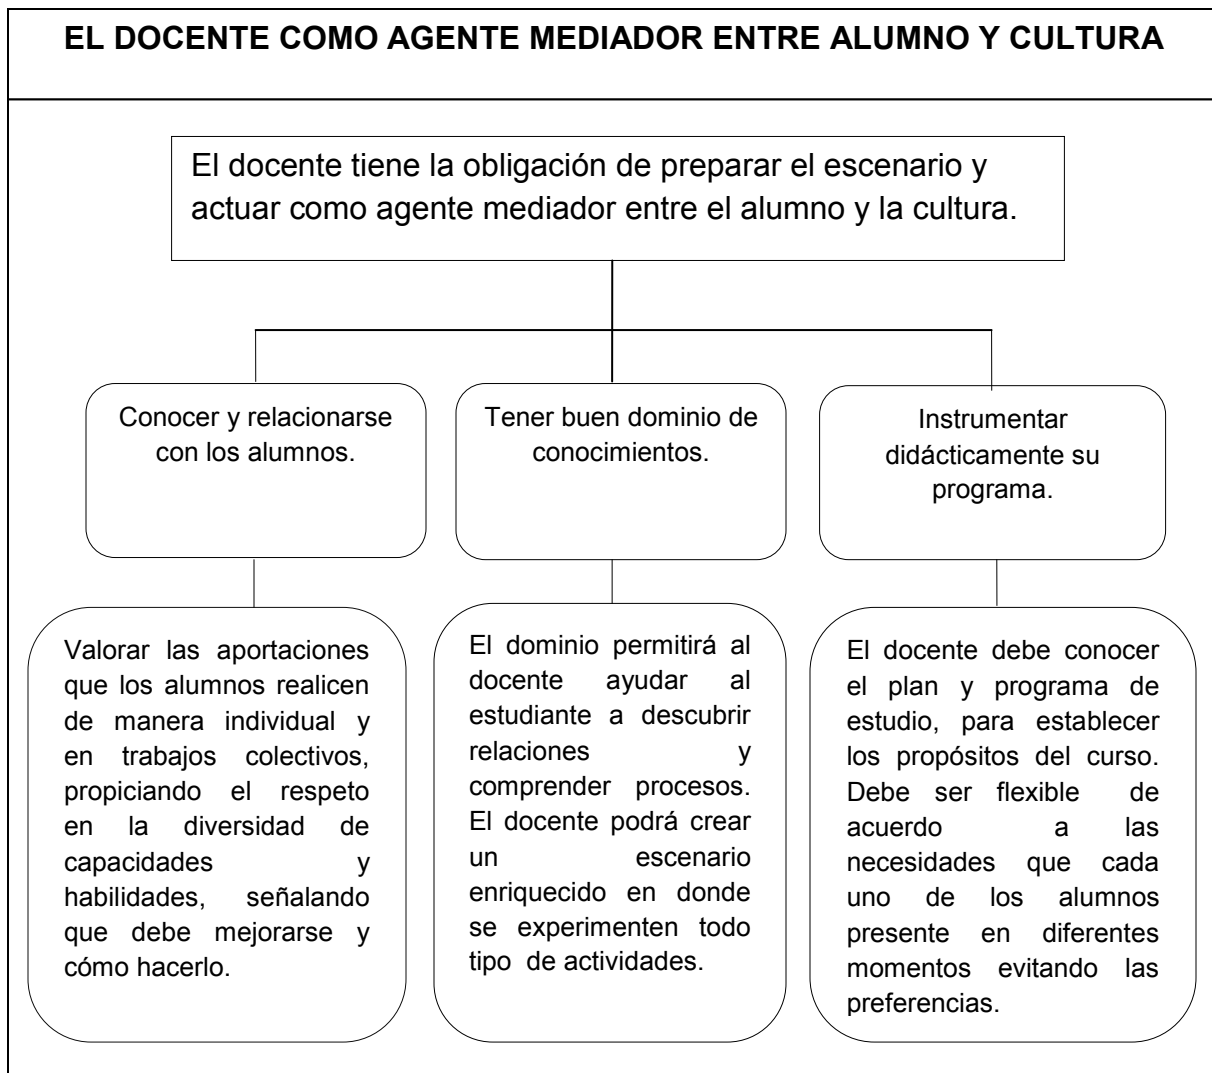 EL DOCENTE COMO AGENTE MEDIADOR ENTRE ALUMNO Y CULTURA
El docente tiene la obligación de preparar el escenario y
actuar como agente mediador entre el alumno y la cultura.
Conocer y relacionarse
con los alumnos.
Tener buen dominio de
conocimientos.
Instrumentar
didácticamente su
programa.
Valorar las aportaciones
que los alumnos realicen
de manera individual y
en trabajos colectivos,
propiciando el respeto
en la diversidad de
capacidades y
habilidades, señalando
que debe mejorarse y
cómo hacerlo.
El dominio permitirá al
docente ayudar al
estudiante a descubrir
relaciones y
comprender procesos.
El docente podrá crear
un escenario
enriquecido en donde
se experimenten todo
tipo de actividades.
El docente debe conocer
el plan y programa de
estudio, para establecer
los propósitos del curso.
Debe ser flexible de
acuerdo a las
necesidades que cada
uno de los alumnos
presente en diferentes
momentos evitando las
preferencias.